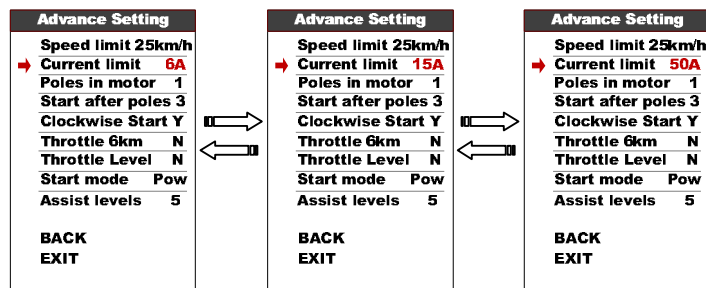 Advance Setting
Speed limit 25km/h
Current limit 6A
Poles in motor 1
Start after poles 3
Clockwise Start Y
Throttle 6km N
Throttle Level N
Start mode Pow
Assist levels 5
BACK
EXIT
Advance Setting
Speed limit 25km/h
Current limit 15A
Poles in motor 1
Start after poles 3
Clockwise Start Y
Throttle 6km N
Throttle Level N
Start mode Pow
Assist levels 5
BACK
EXIT
Advance Setting
Speed limit 25km/h
Current limit 50A
Poles in motor 1
Start after poles 3
Clockwise Start Y
Throttle 6km N
Throttle Level N
Start mode Pow
Assist levels 5
BACK
EXIT